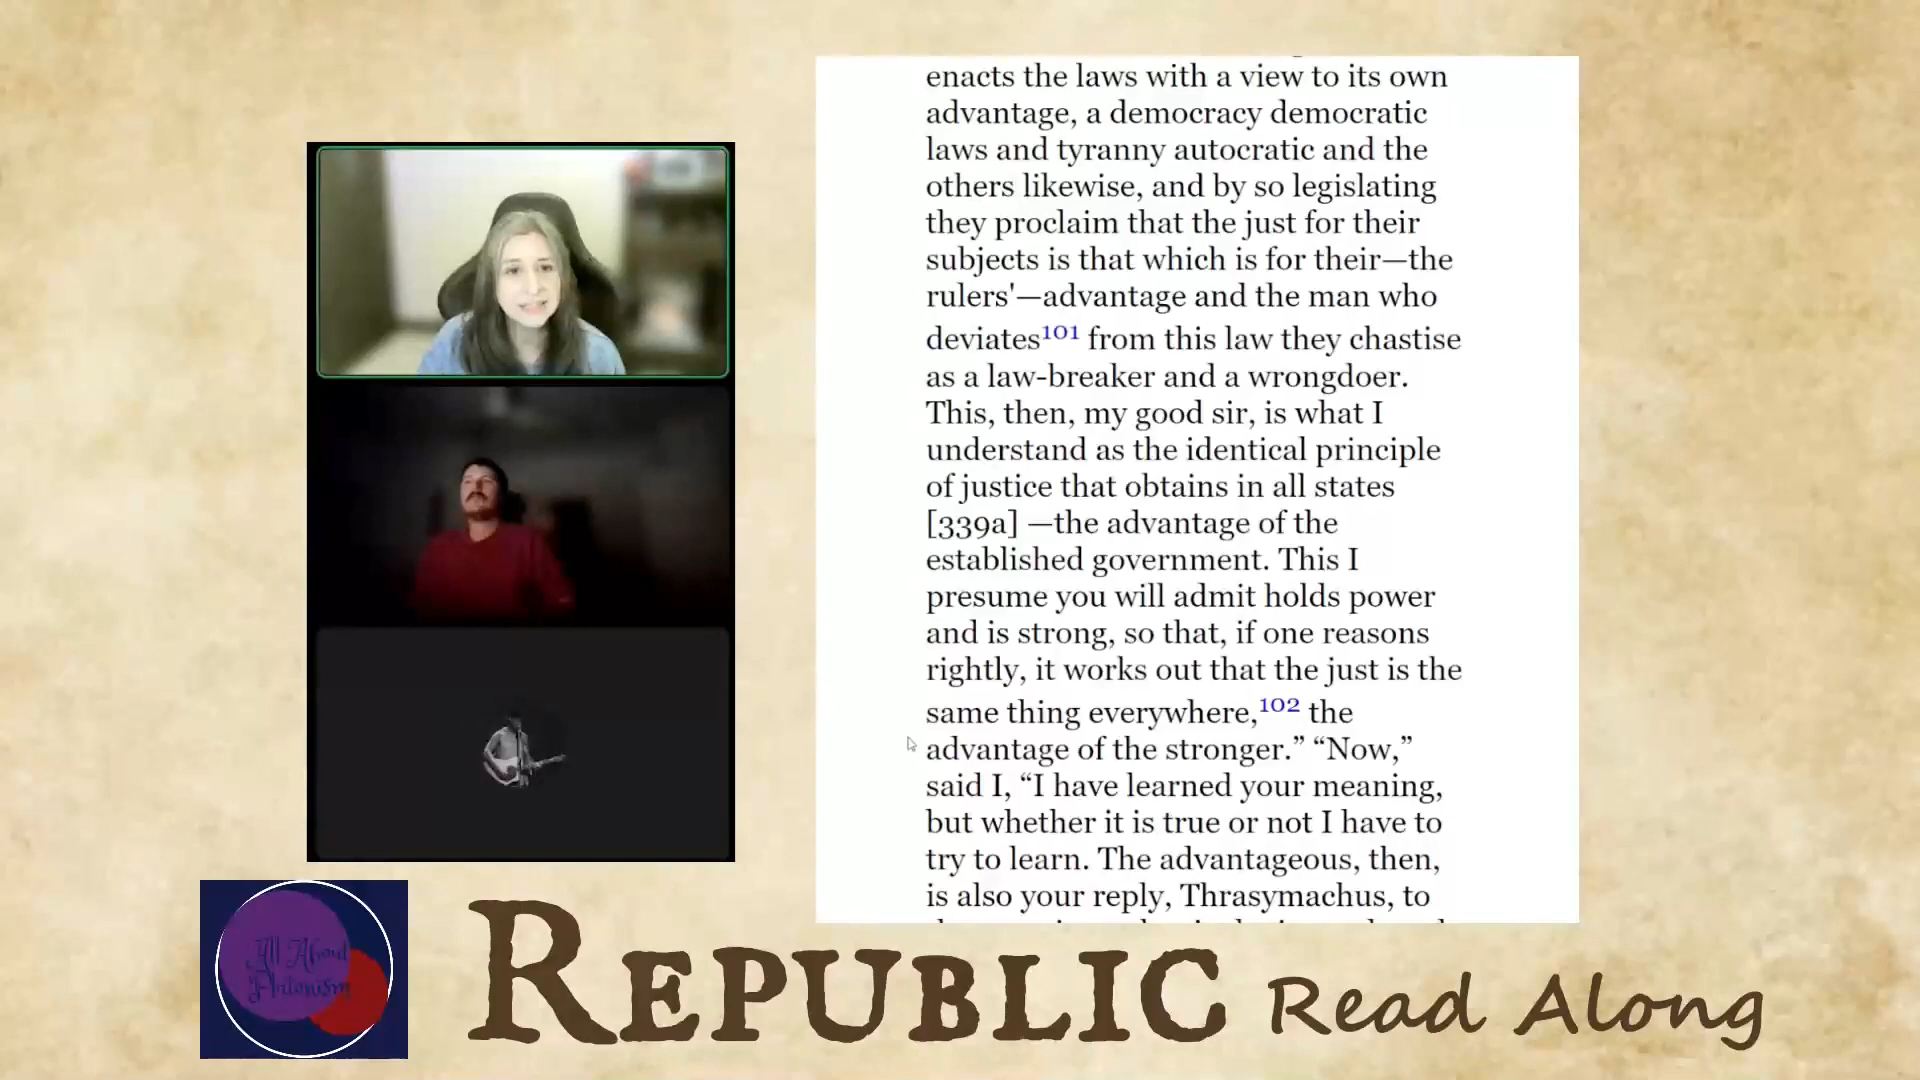 enacts the laws with a view to its own
advantage, a democracy democratic
laws and tyranny autocratic and the
others likewise, and by so legislating
they proclaim that the just for their
subjects is that which is for their—the
rulers'—advantage and the man who
deviates101 from this law they chastise
as a law-breaker and a wrongdoer.
This, then, my good sir, is what I
understand as the identical principle
of justice that obtains in all states
[339a] —the advantage of the
established government. This I
presume you will admit holds power
and is strong, so that, if one reasons
rightly, it works out that the just is the
same thing everywhere,102 the
advantage of the stronger.” “Now,”
said I, “I have learned your meaning,
but whether it is true or not I have to
try to learn. The advantageous, then,
is also your reply, Thrasymachus, to
All About
Platonism
REPUBLIC Read Along